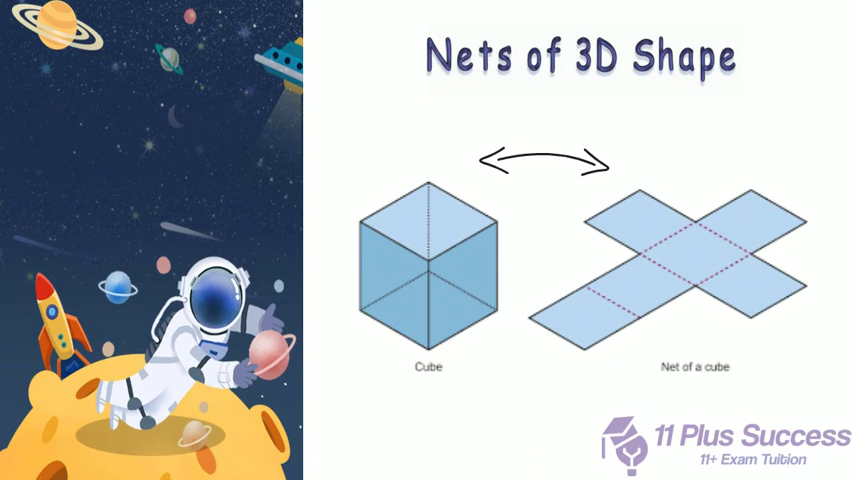 Nets of 3D Shape
Cube
Net of a cube
11 Plus Success
11+ Exam Tuition